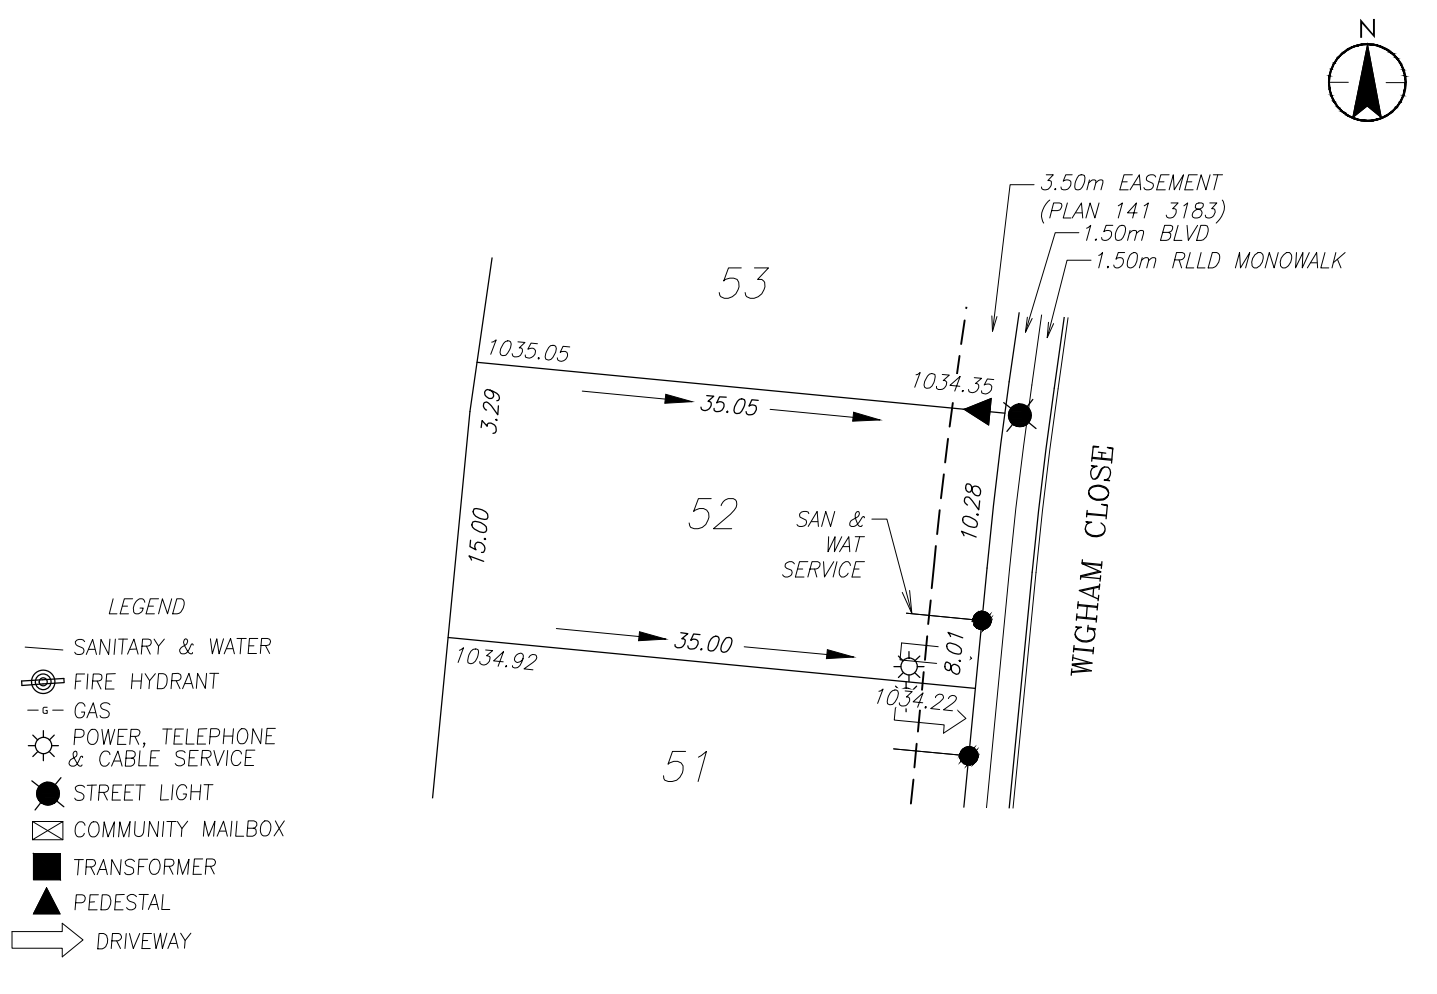 N
3.50m EASEMENT
(PLAN 141 3183)
1.50m BLVD
1.50m RLLD MONOWALK
53
1035.05
1034.35
3.29
35.05
10.28
WIGHAM CLOSE
15.00
52
SAN &
WAT
SERVICE
35.00
8.01
1034.92
1034.22
51
LEGEND
SANITARY & WATER
FIRE HYDRANT
G
GAS
POWER, TELEPHONE
& CABLE SERVICE
STREET LIGHT
COMMUNITY MAILBOX
TRANSFORMER
PEDESTAL
DRIVEWAY